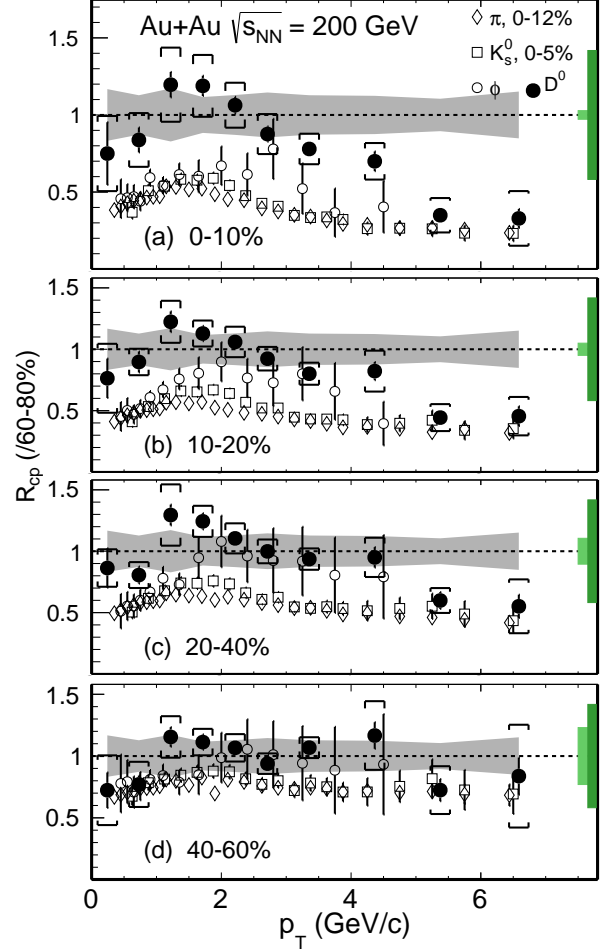 Au+Au √sNN = 200 GeV
◇ π, 0-12%
□ K0s, 0-5%
○ ϕ ● D0
1.5
1
0.5
(a) 0-10%
1.5
1
0.5
(b) 10-20%
1.5
1
0.5
(c) 20-40%
1.5
1
0.5
(d) 40-60%
Rcp (/60-80%)
0 2 4 6
pT (GeV/c)